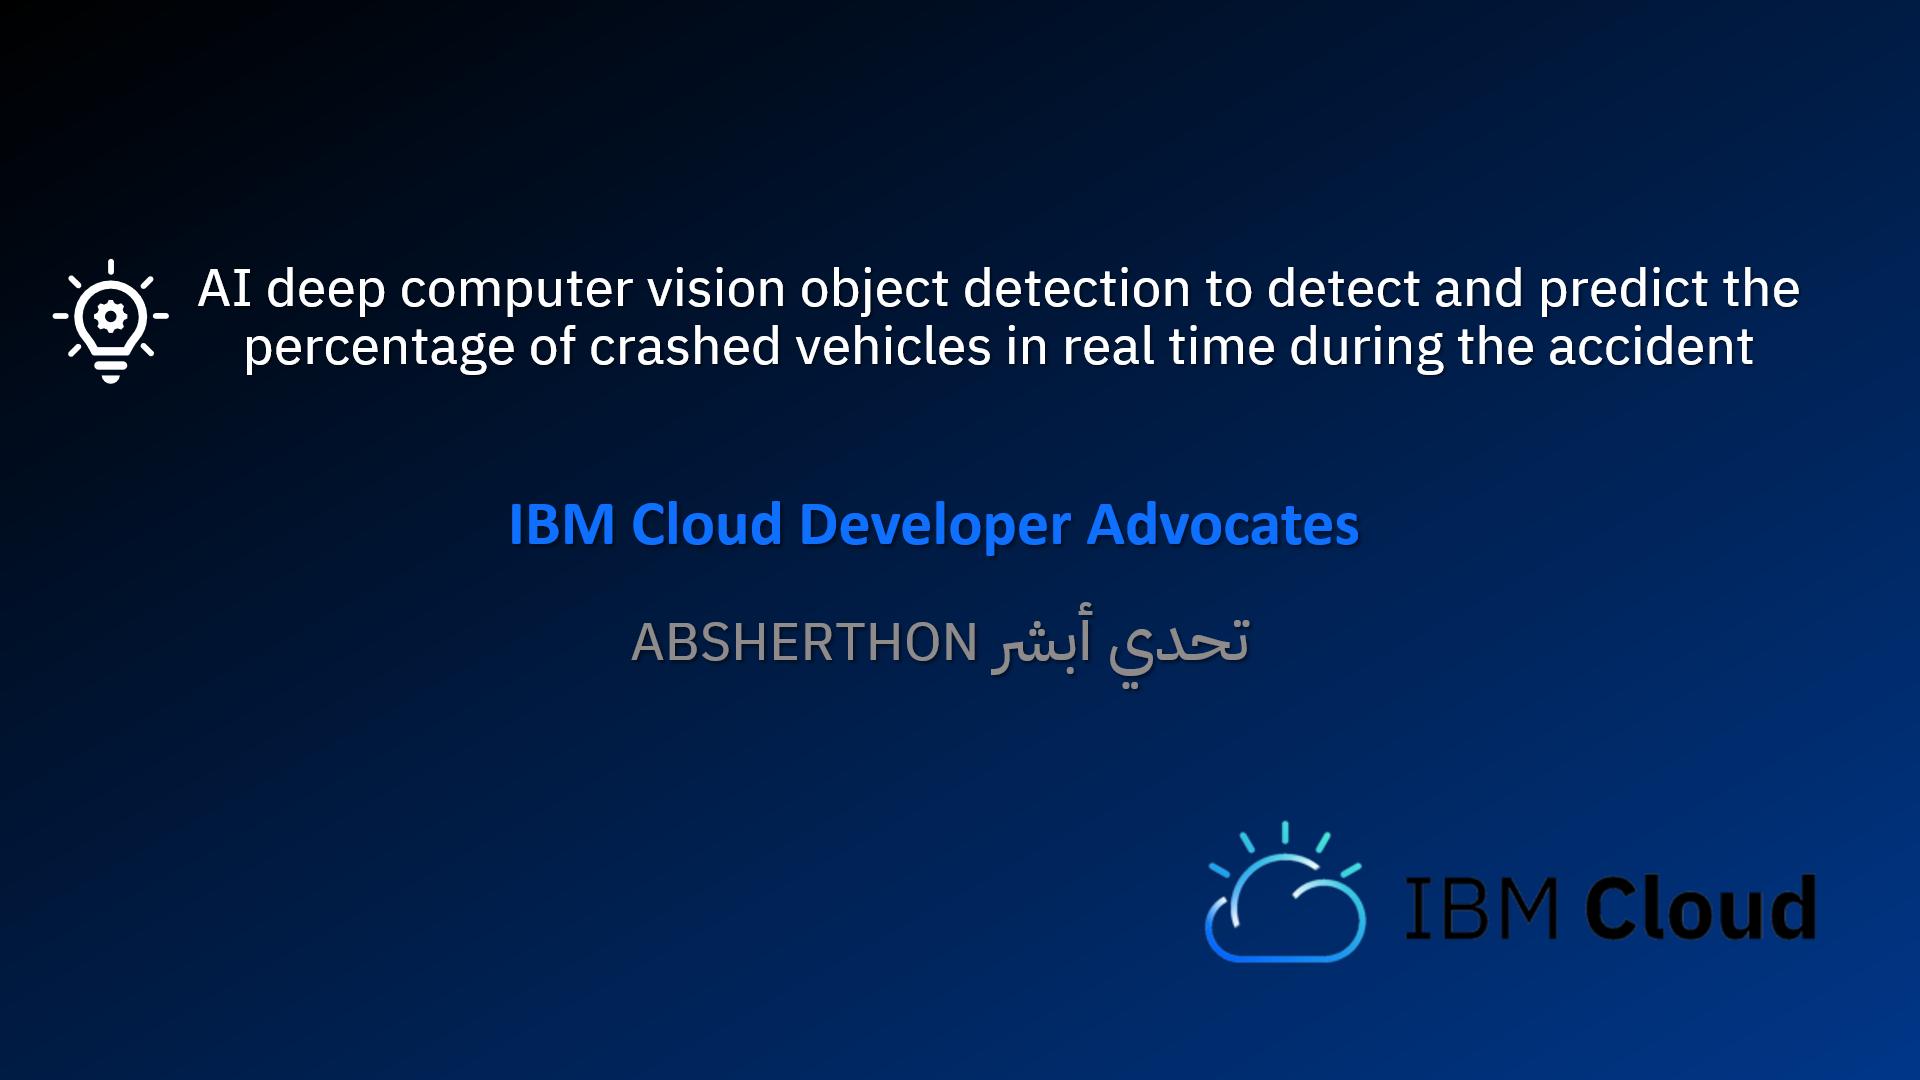 AI deep computer vision object detection to detect and predict the
percentage of crashed vehicles in real time during the accident
IBM Cloud Developer Advocates
ABSHERTHON تحدي أبشر
IBM Cloud